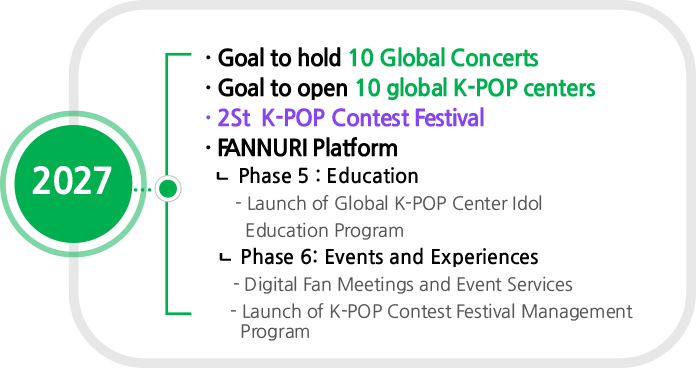 2027
· Goal to hold 10 Global Concerts
· Goal to open 10 global K-POP centers
· 2St K-POP Contest Festival
· FANNURI Platform
ㄴ Phase 5 : Education
- Launch of Global K-POP Center Idol
Education Program
ㄴ Phase 6: Events and Experiences
- Digital Fan Meetings and Event Services
- Launch of K-POP Contest Festival Management
Program